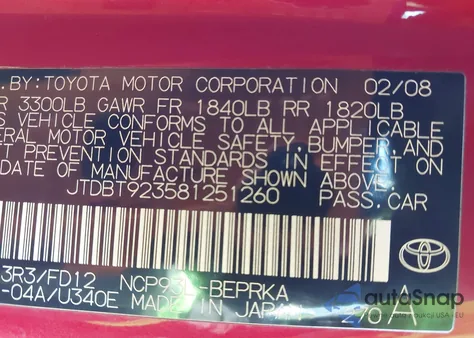 .BY:TOYOTA MOTOR CORPORATION 02/08
R 3300LB GAWR FR 1840LB RR 1820LB
S VEHICLE CONFORMS TO ALL APPLICABLE
ERAL MOTOR VEHICLE SAFETY, BUMPER, AND
T PREVENTION STANDARDS IN EFFECT ON
DATE OF MANUFACTURE SHOWN ABOVE.
JTDBT923581251260 PASS.CAR
3R3/FD12 NCP93L-BEPRKA
-04A/U340E MADE IN JAPAN
TOYOTA
autoSnap